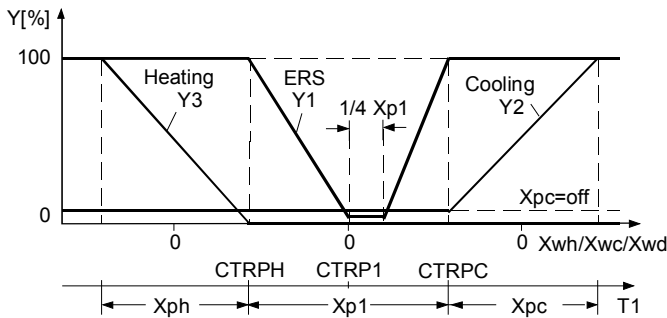 Y[%]
100
Heating
Y3
ERS
Y1
1/4 Xp1
Cooling
Y2
Xpc=off
0
0 0 0 Xwh/Xwc/Xwd
CTRPH CTRP1 CTRPC
Xph Xp1 Xpc T1